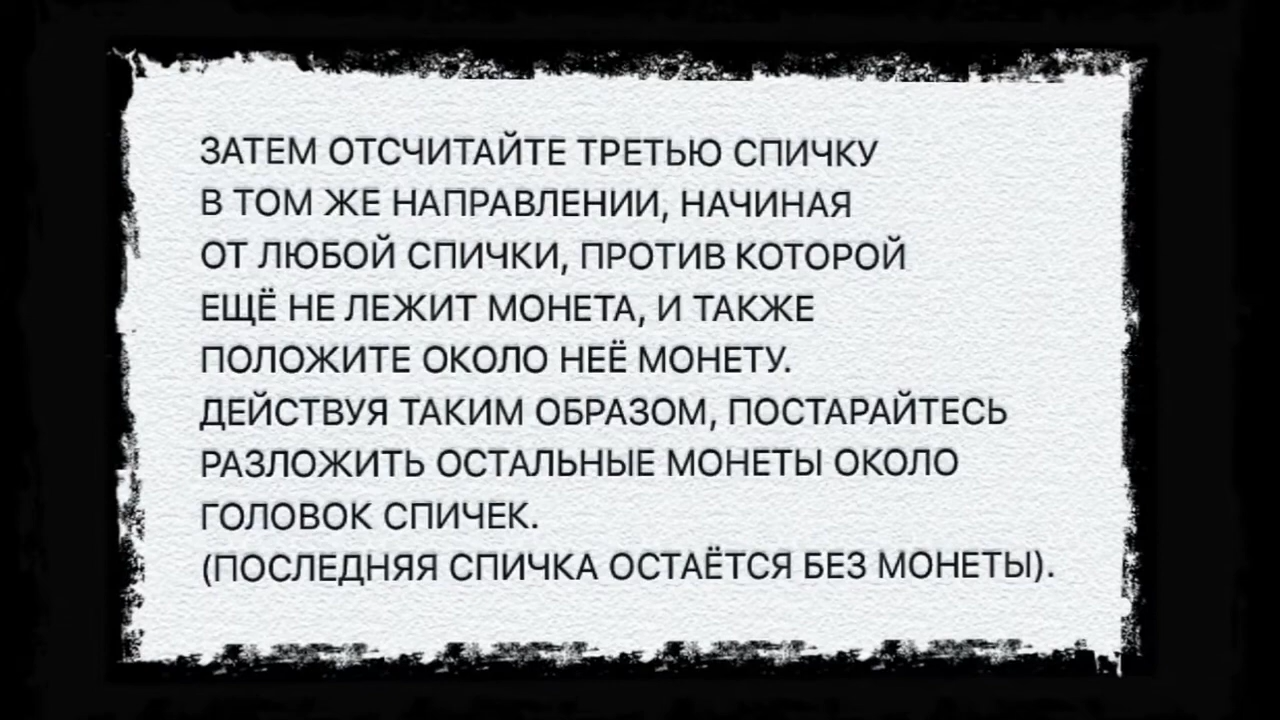 ЗАТЕМ ОТСЧИТАЙТЕ ТРЕТЬЮ СПИЧКУ
В ТОМ ЖЕ НАПРАВЛЕНИИ, НАЧИНАЯ
ОТ ЛЮБОЙ СПИЧКИ, ПРОТИВ КОТОРОЙ
ЕЩЁ НЕ ЛЕЖИТ МОНЕТА, И ТАКЖЕ
ПОЛОЖИТЕ ОКОЛО НЕЁ МОНЕТУ.
ДЕЙСТВУЯ ТАКИМ ОБРАЗОМ, ПОСТАРАЙТЕСЬ
РАЗЛОЖИТЬ ОСТАЛЬНЫЕ МОНЕТЫ ОКОЛО
ГОЛОВОК СПИЧЕК.
(ПОСЛЕДНЯЯ СПИЧКА ОСТАЁТСЯ БЕЗ МОНЕТЫ).